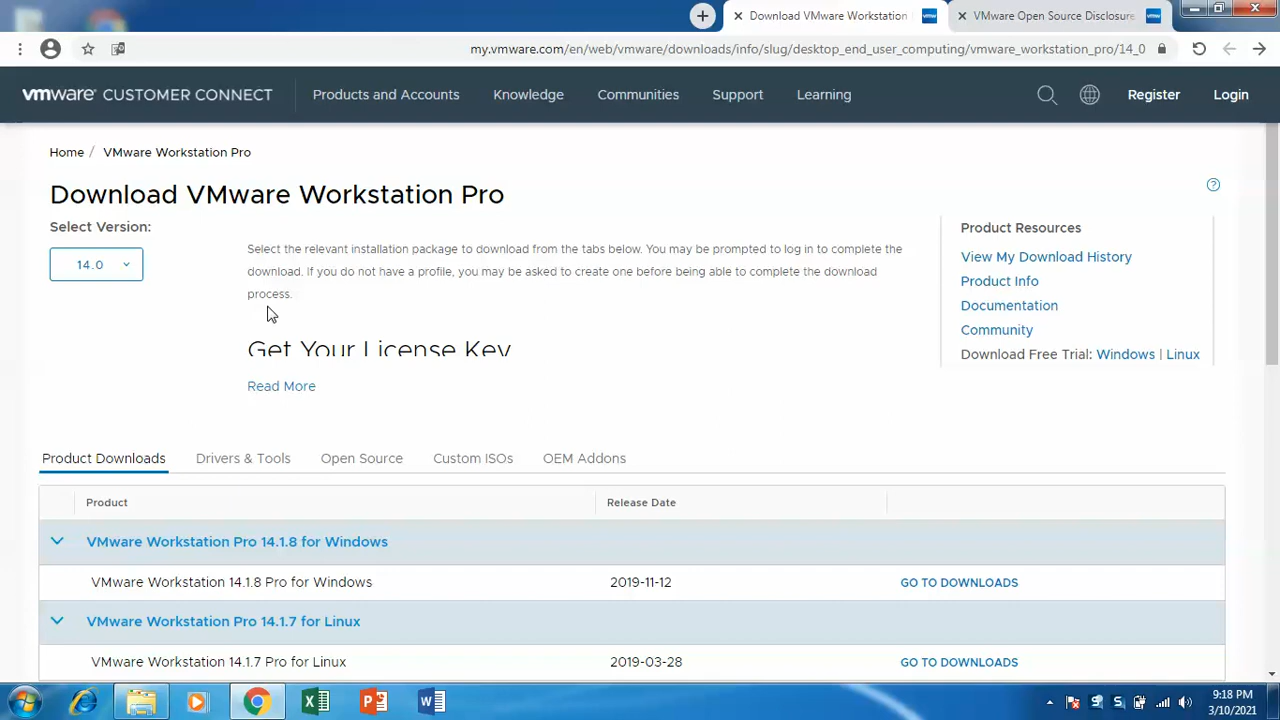 Download VMware Workstation
VMware Open Source Disclosure
my.vmware.com/en/web/vmware/downloads/info/slug/desktop_end_user_computing/vmware_workstation_pro/14_0
vmware® CUSTOMER CONNECT
Products and Accounts
Knowledge
Communities
Support
Learning
Register
Login
Home / VMware Workstation Pro
Download VMware Workstation Pro
Select Version:
14.0
Select the relevant installation package to download from the tabs below. You may be prompted to log in to complete the
download. If you do not have a profile, you may be asked to create one before being able to complete the download
process.
Get Your License Key
Read More
Product Resources
View My Download History
Product Info
Documentation
Community
Download Free Trial: Windows | Linux
Product Downloads
Drivers & Tools
Open Source
Custom ISOs
OEM Addons
Product
Release Date
VMware Workstation Pro 14.1.8 for Windows
VMware Workstation 14.1.8 Pro for Windows
2019-11-12
GO TO DOWNLOADS
VMware Workstation Pro 14.1.7 for Linux
VMware Workstation 14.1.7 Pro for Linux
2019-03-28
GO TO DOWNLOADS
9:18 PM
3/10/2021